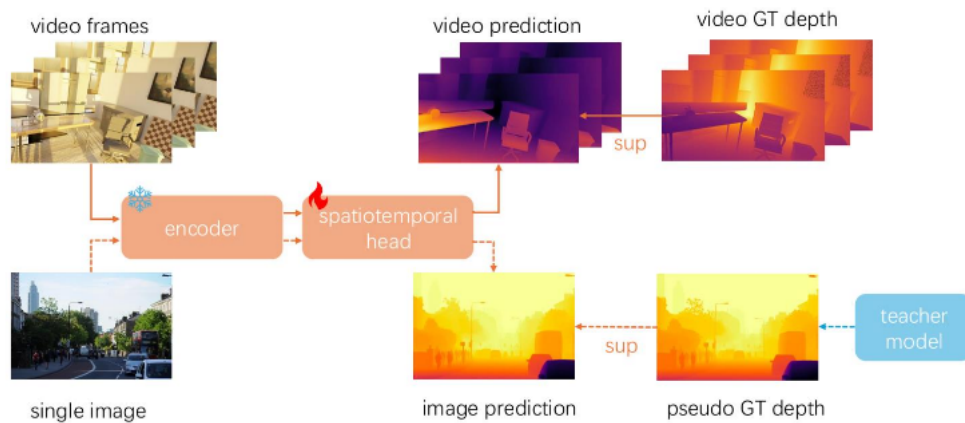 video frames
video prediction
video GT depth
sup
encoder
spatiotemporal
head
sup
teacher
model
single image
image prediction
pseudo GT depth